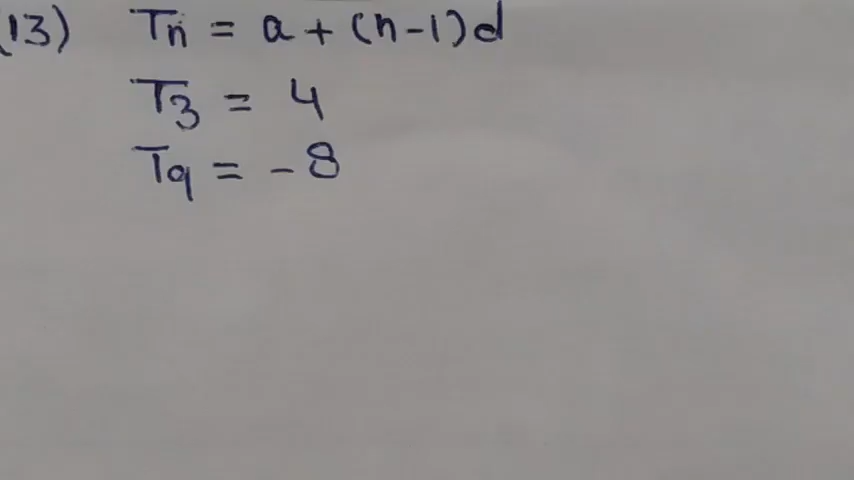 (13) Tn = a + (n-1)d
T3 = 4
T9 = -8